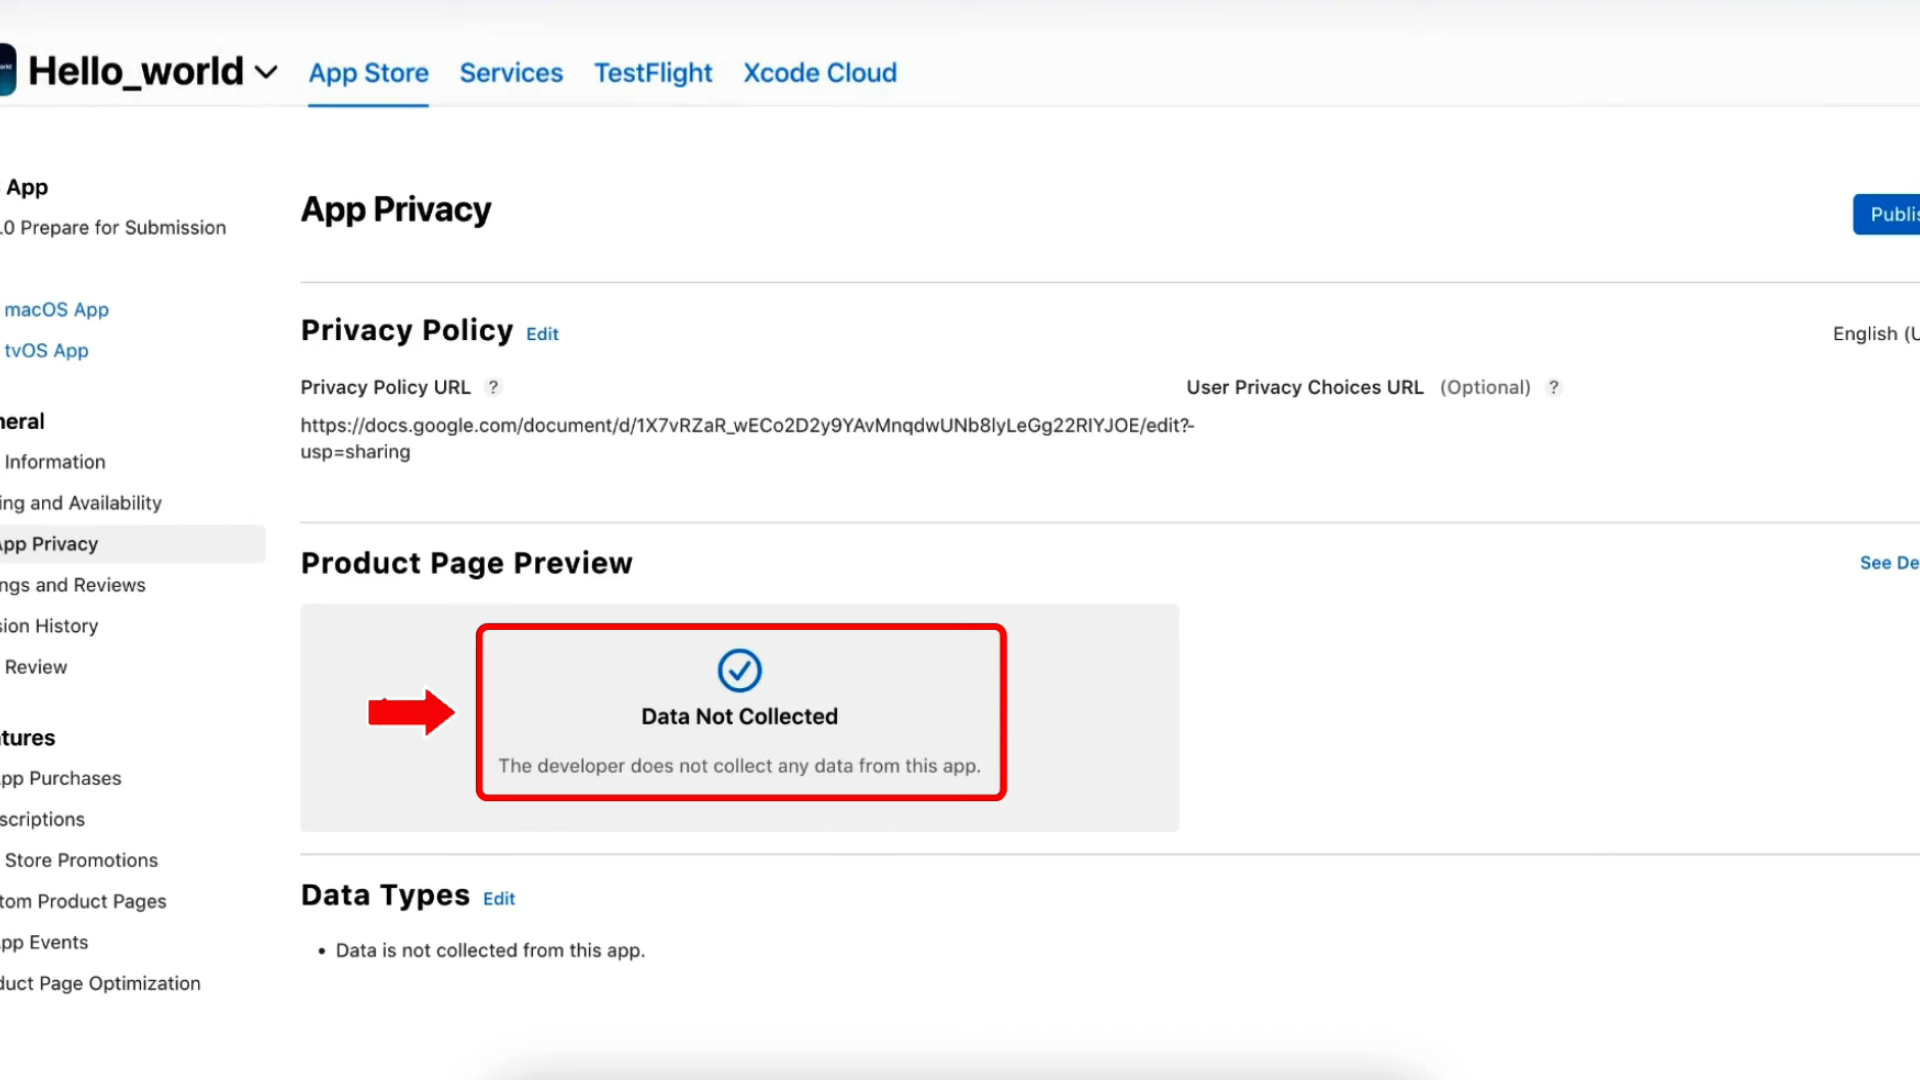 Hello_world
App Store
Services
TestFlight
Xcode Cloud
App
.0 Prepare for Submission
macOS App
tvOS App
neral
Information
ing and Availability
App Privacy
ngs and Reviews
sion History
Review
tures
pp Purchases
scriptions
Store Promotions
tom Product Pages
pp Events
duct Page Optimization
App Privacy
Publis
Privacy Policy Edit
English (U
Privacy Policy URL ?
https://docs.google.com/document/d/1X7vRZaR_wECo2D2y9YAvMnqdwUNb8lyLeGg22RIYJOE/edit?-
usp=sharing
User Privacy Choices URL (Optional) ?
Product Page Preview
See De
Data Not Collected
The developer does not collect any data from this app.
Data Types Edit
• Data is not collected from this app.